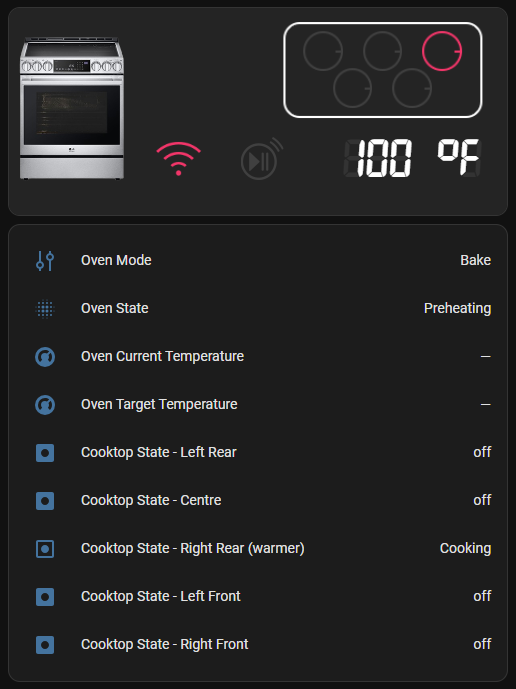 100 °F
Oven Mode Bake
Oven State Preheating
Oven Current Temperature —
Oven Target Temperature —
Cooktop State - Left Rear off
Cooktop State - Centre off
Cooktop State - Right Rear (warmer) Cooking
Cooktop State - Left Front off
Cooktop State - Right Front off